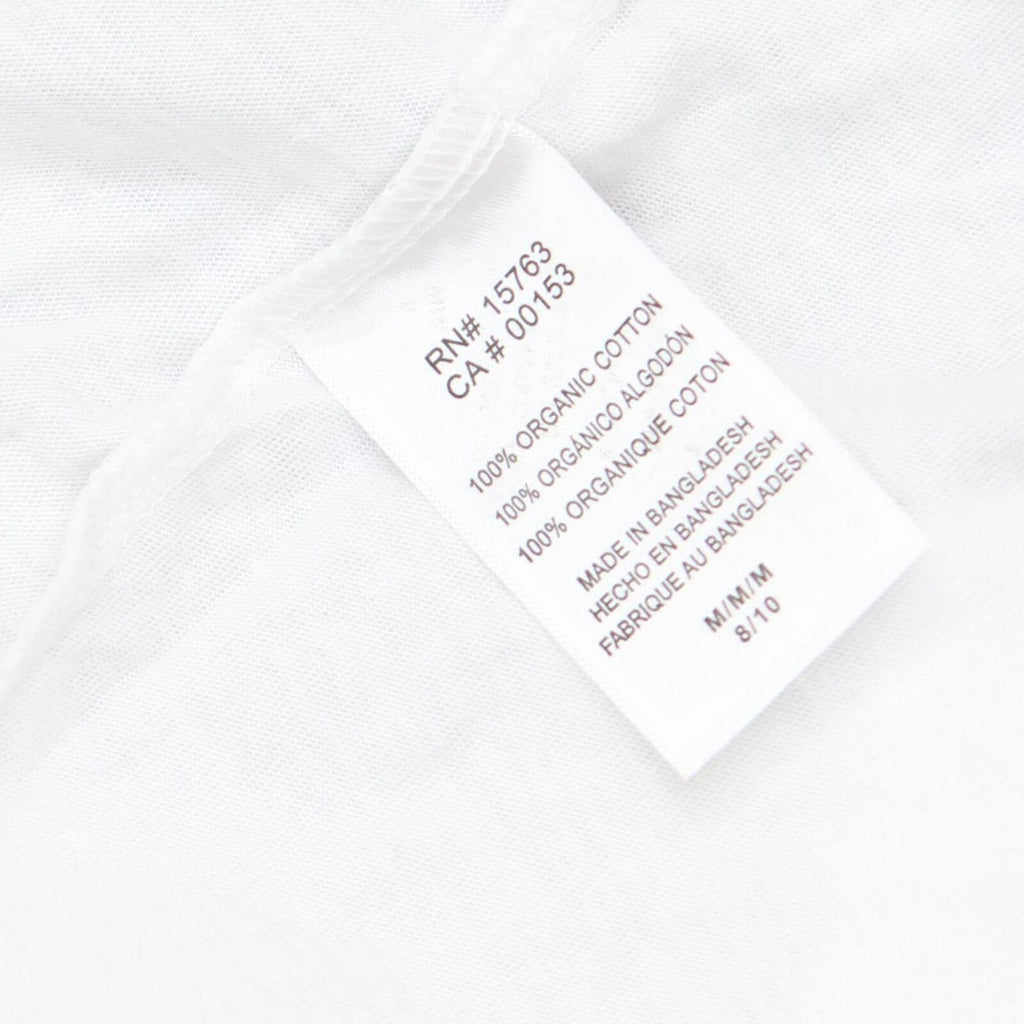 RN# 15763
CA # 00153
100% ORGANIC COTTON
100% ORGÁNICO ALGODÓN
100% ORGANIQUE COTON
MADE IN BANGLADESH
HECHO EN BANGLADESH
FABRIQUE AU BANGLADESH
M/M/M
8/10